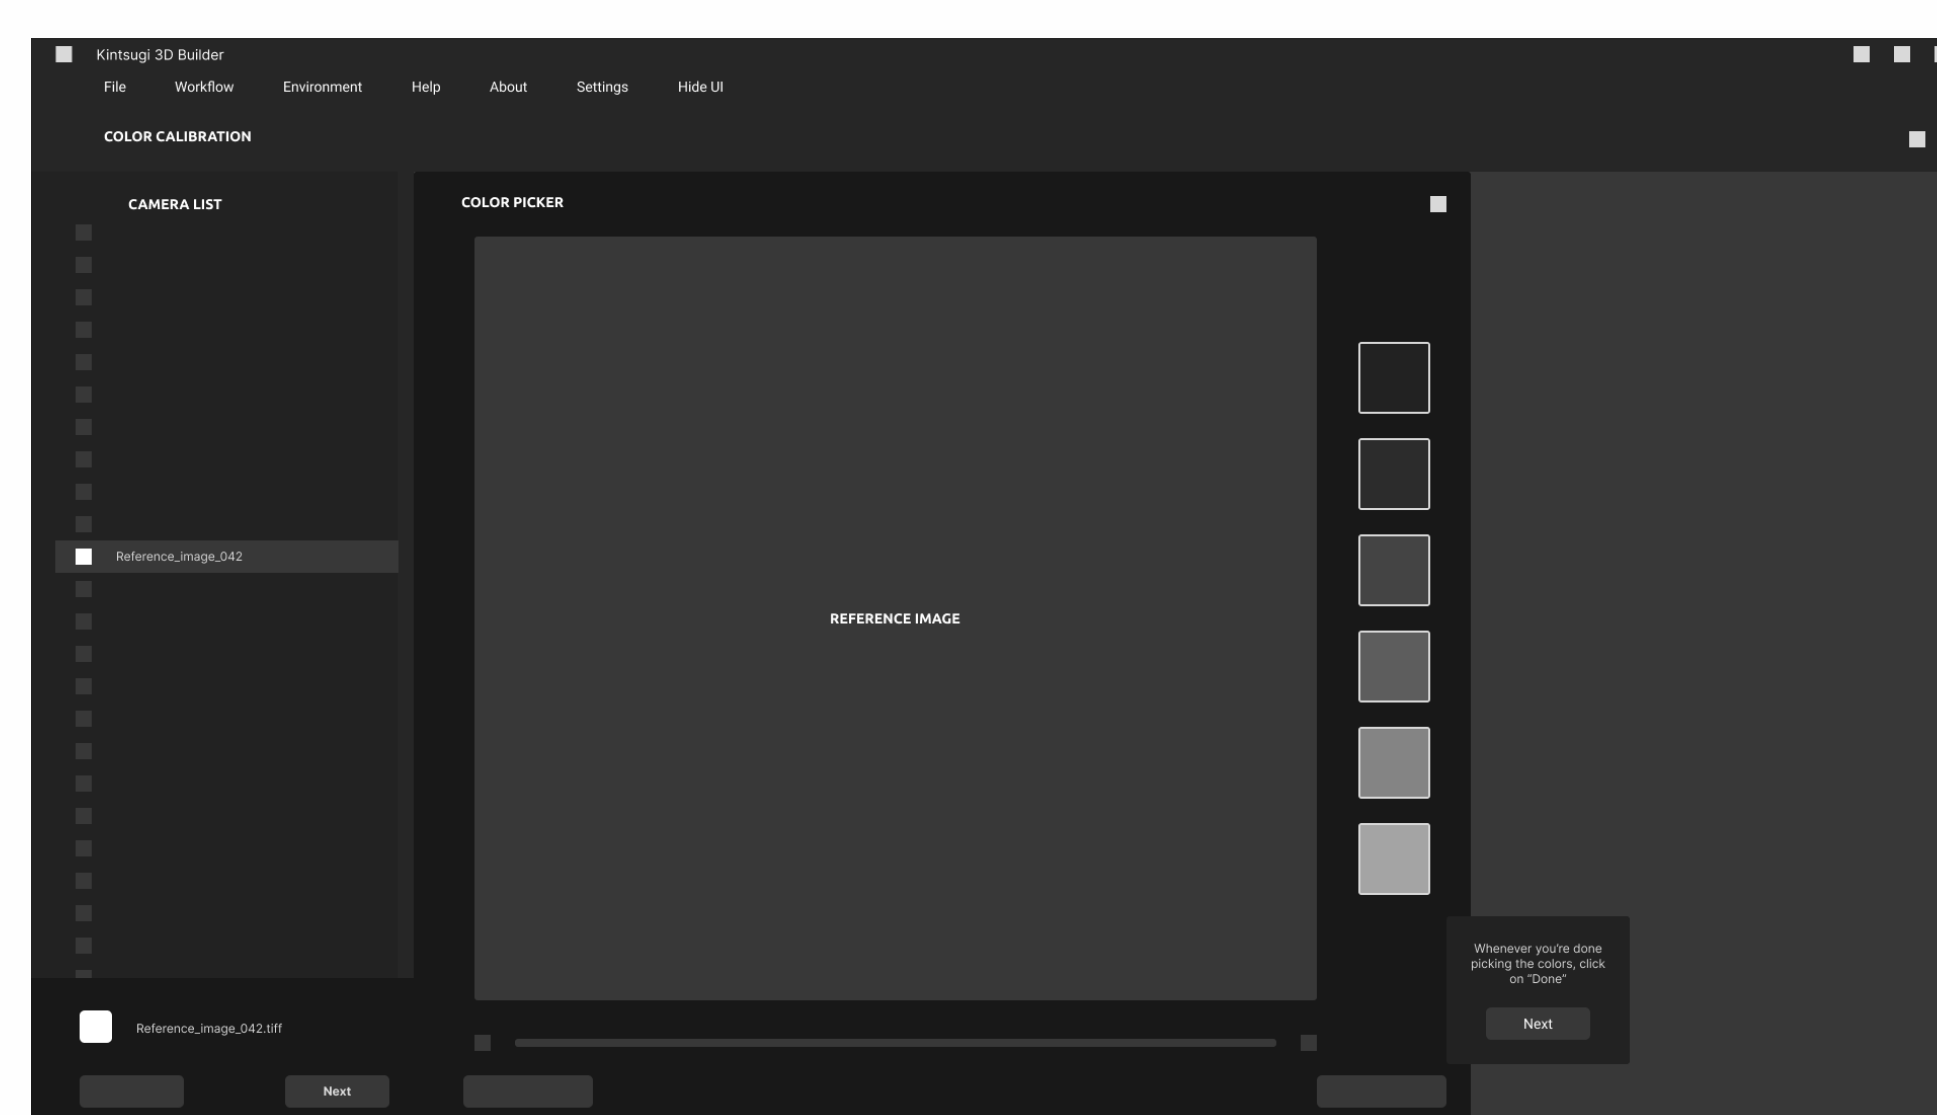 Kintsugi 3D Builder
File Workflow Environment Help About Settings Hide UI
COLOR CALIBRATION
CAMERA LIST
COLOR PICKER
Reference_image_042
REFERENCE IMAGE
Whenever you're done
picking the colors, click
on “Done”
Next
Reference_image_042.tiff
Next